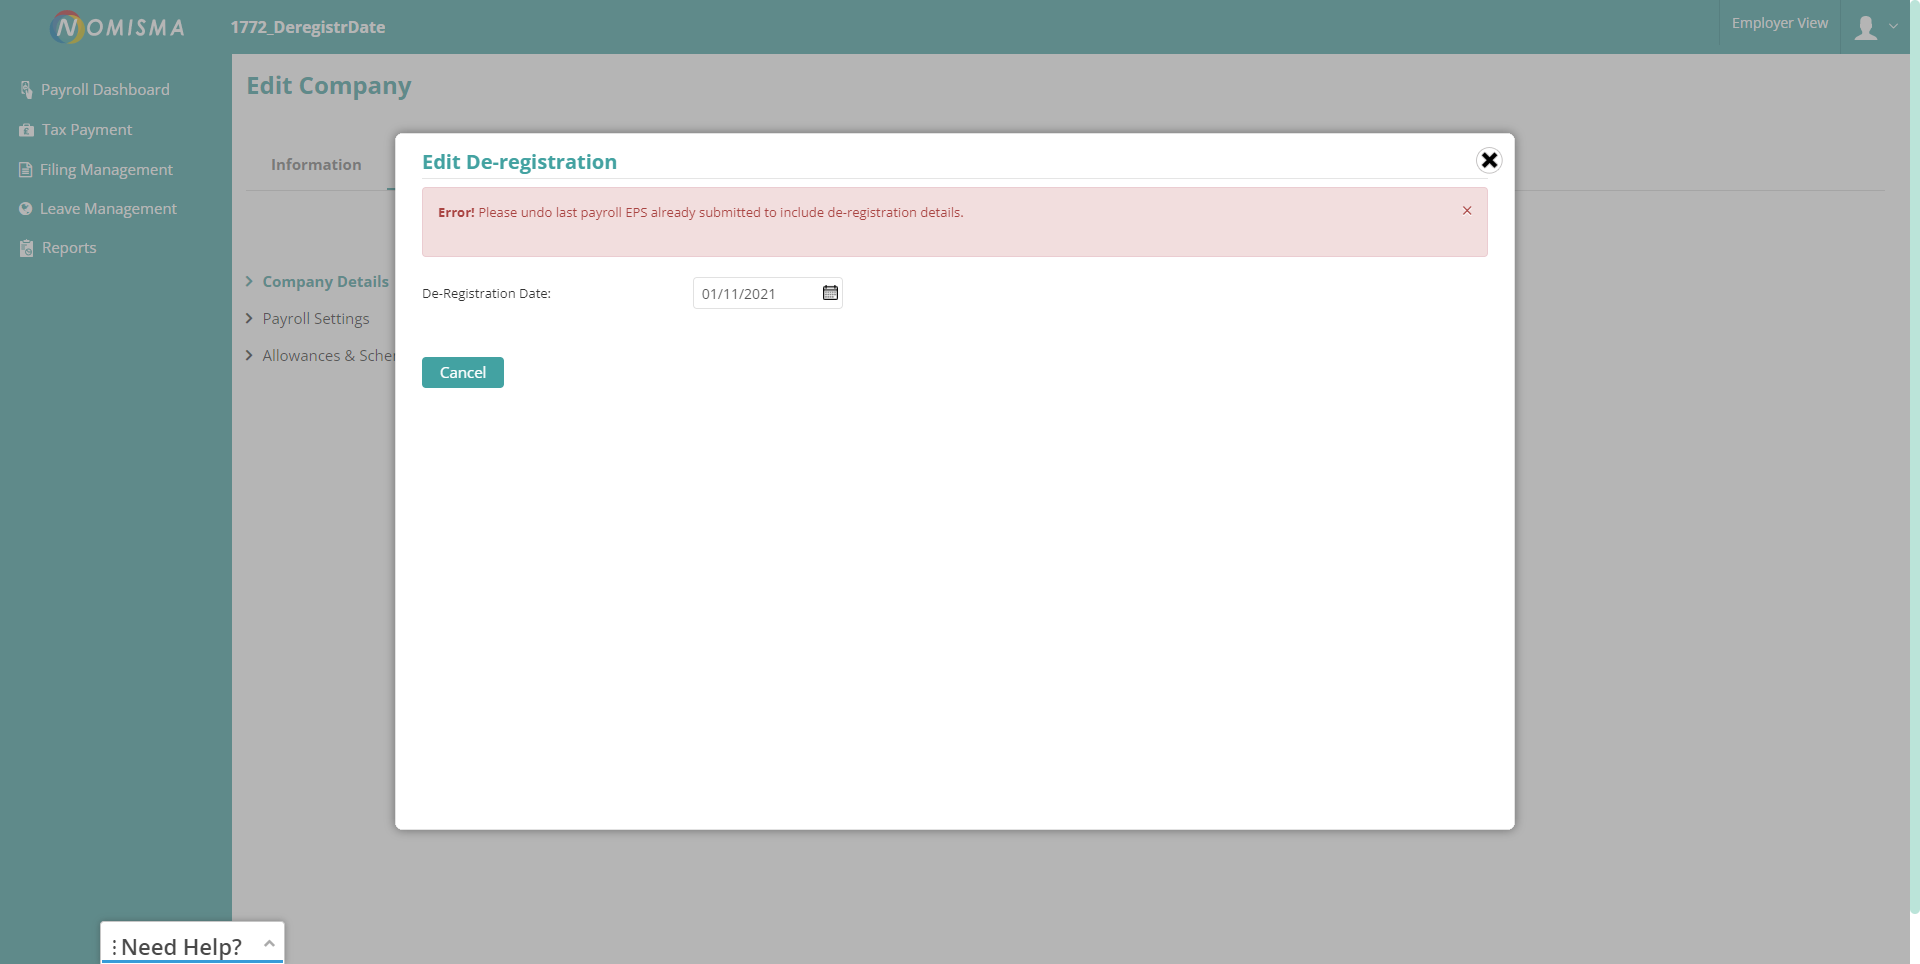 NOMISMA
1772_DeregistrDate
Employer View
Payroll Dashboard
Tax Payment
Filing Management
Leave Management
Reports
Edit Company
Information
Company Details
Payroll Settings
Allowances & Scher
Edit De-registration
Error! Please undo last payroll EPS already submitted to include de-registration details.
De-Registration Date:
01/11/2021
Cancel
Need Help?